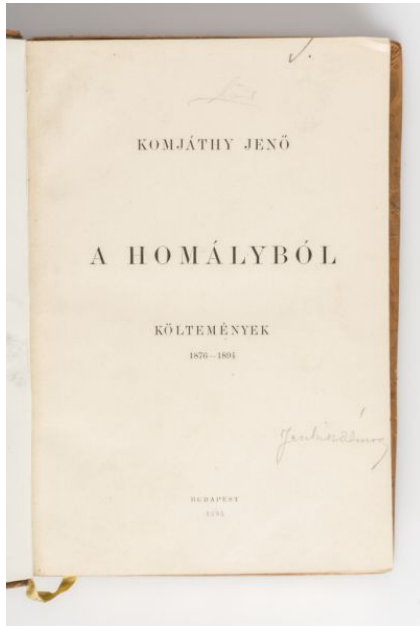 KOMJÁTHY JENŐ
A HOMÁLYBÓL
KÖLTEMÉNYEK
1876—1894
BUDAPEST